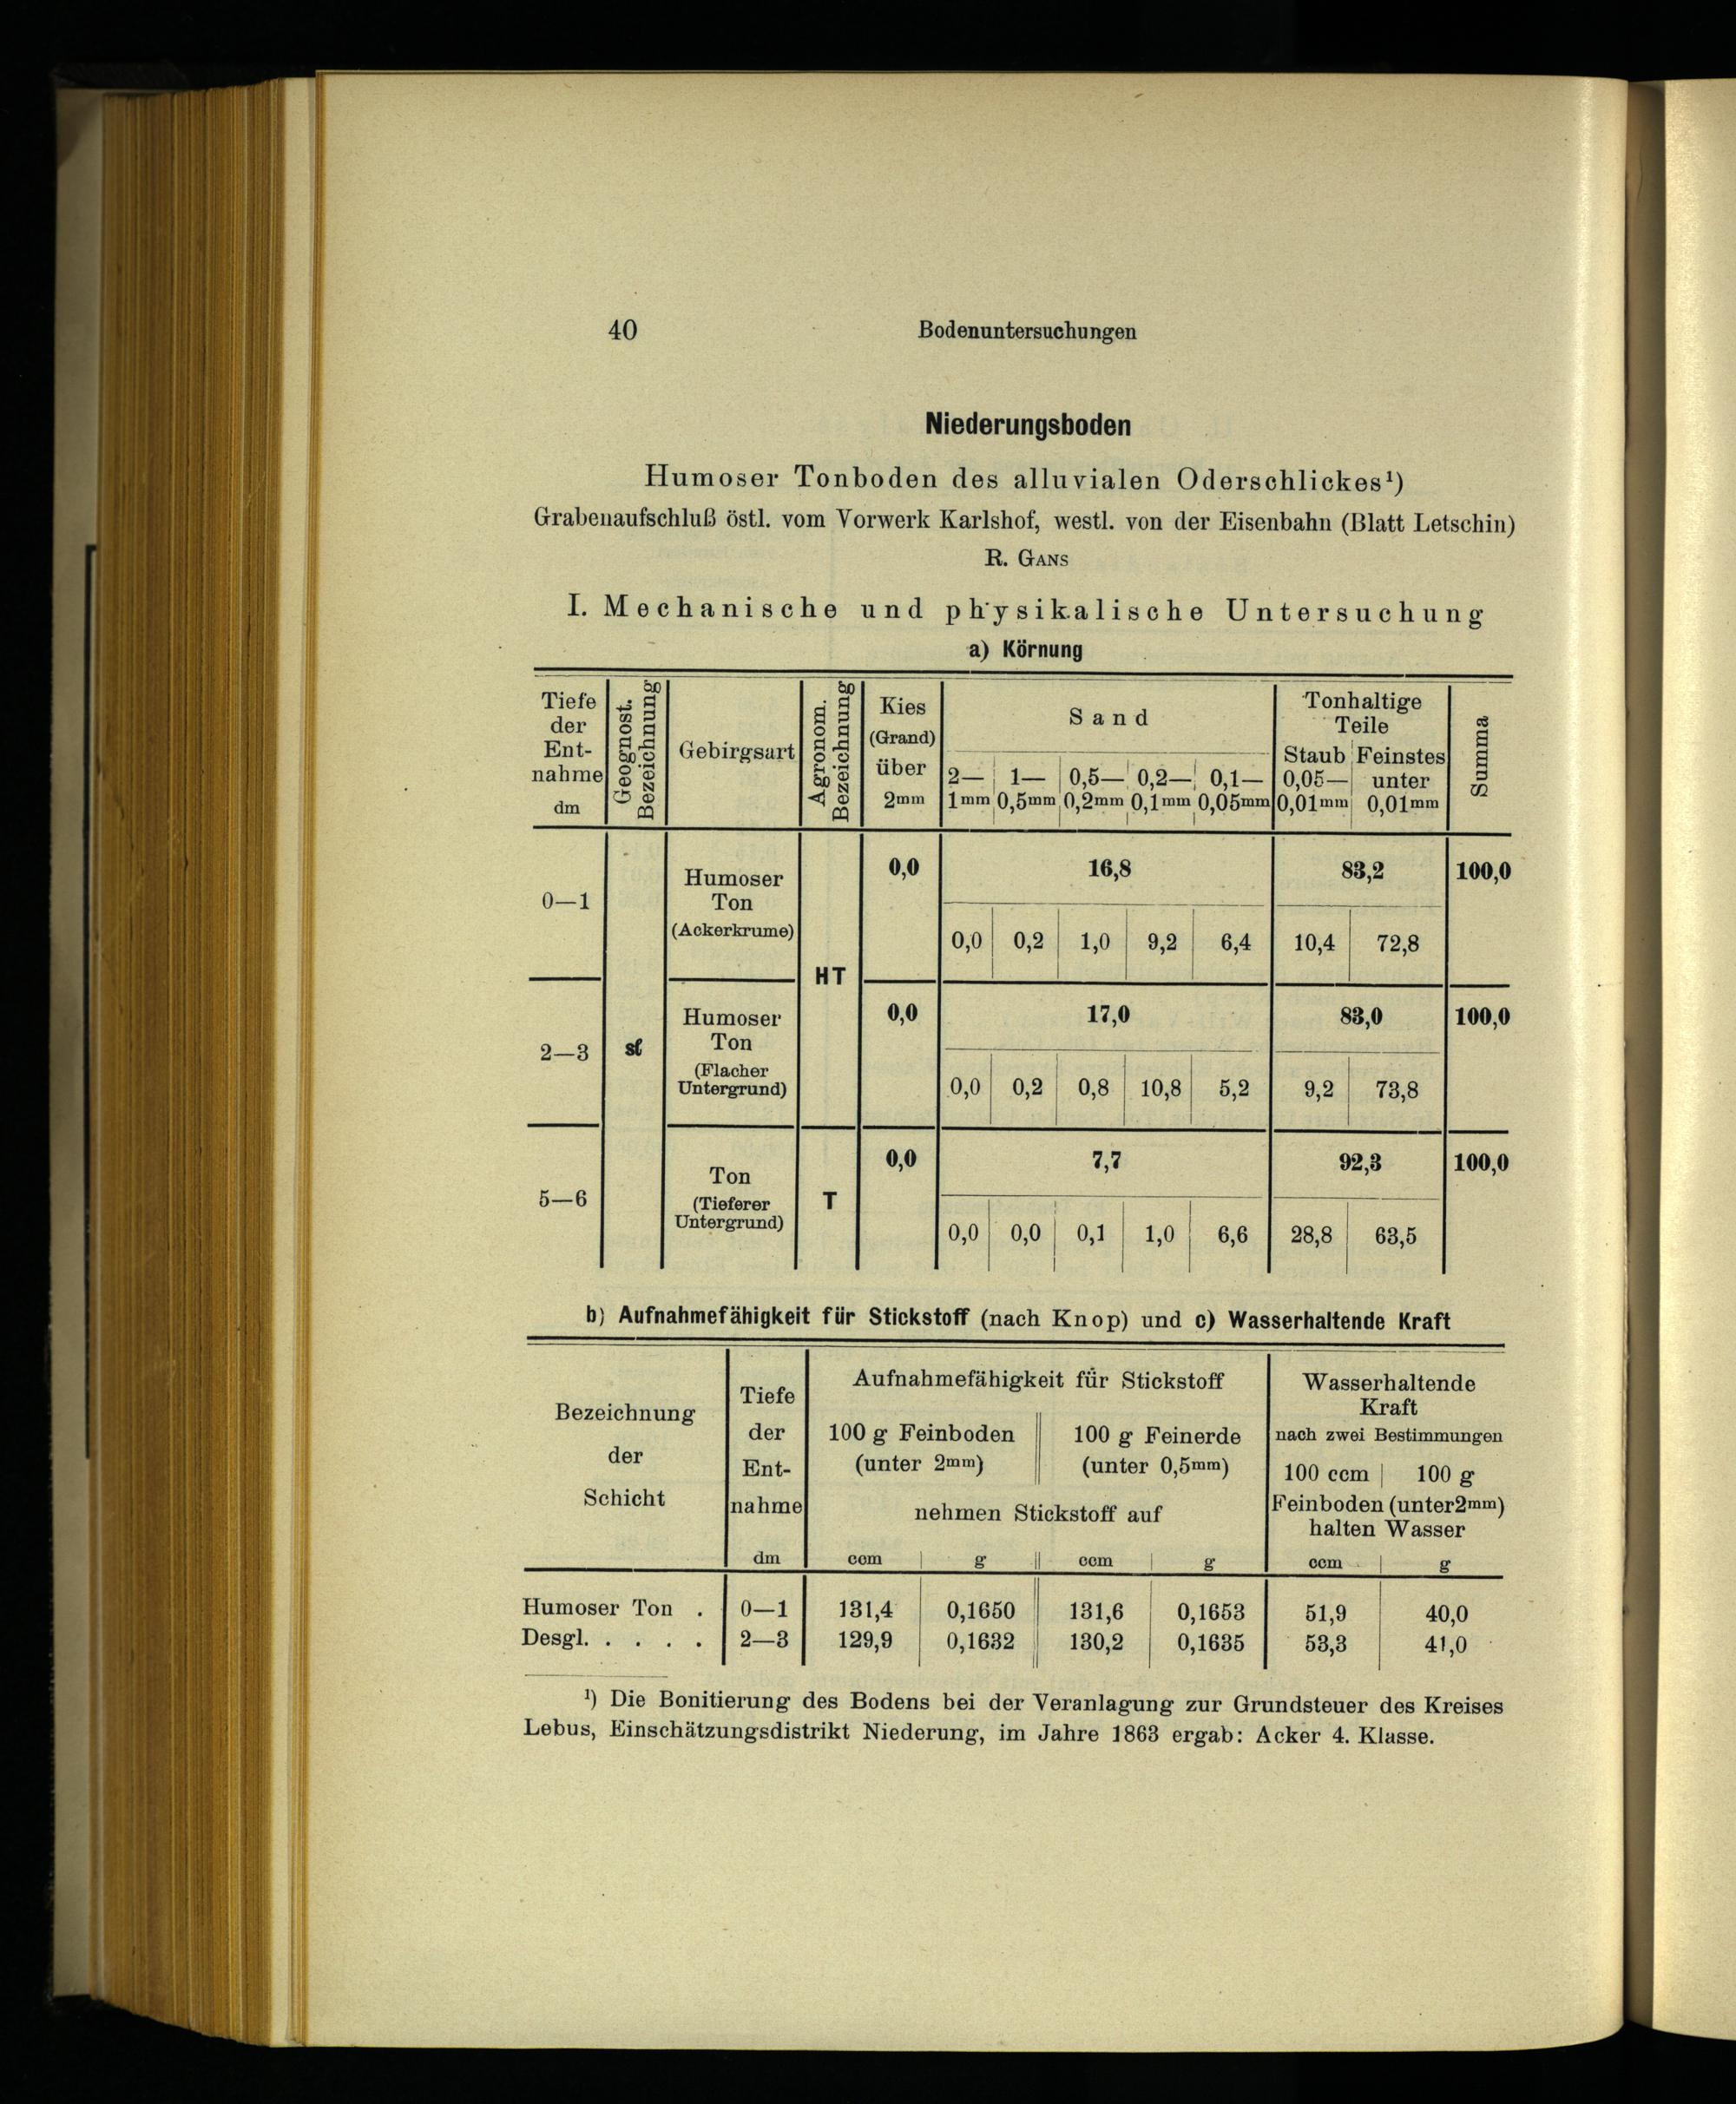 40 Bodenuntersuchungen
Niederungsboden
Humoser Tonboden des alluvialen Oderschlickes¹)
Grabenaufschluß östl. vom Vorwerk Karlshof, westl. von der Eisenbahn (Blatt Letschin)
R. GANS
I. Mechanische und physikalische Untersuchung
a) Körnung
Tiefe der Ent- nahme dm
Geognost. Bezeichnung
Gebirgsart
Agronom. Bezeichnung
Kies (Grand) über 2mm
Sand
2— 1— 0,5— 0,2— 0,1—
1mm 0,5mm 0,2mm 0,1mm 0,05mm
Tonhaltige
Teile
Staub Feinstes
0,05— unter
0,01mm 0,01mm
Summa
0—1
Humoser
Ton
(Ackerkrume)
0,0 16,8 83,2 100,0
0,0 0,2 1,0 9,2 6,4 10,4 72,8
HT
2—3
sf
Humoser
Ton
(Flacher
Untergrund)
0,0 17,0 83,0 100,0
0,0 0,2 0,8 10,8 5,2 9,2 73,8
5—6
Ton
(Tieferer
Untergrund)
T
0,0 7,7 92,3 100,0
0,0 0,0 0,1 1,0 6,6 28,8 63,5
b) Aufnahmefähigkeit für Stickstoff (nach Knop) und c) Wasserhaltende Kraft
Bezeichnung
der
Schicht
Tiefe
der
Ent-
nahme
dm
Aufnahmefähigkeit für Stickstoff
100 g Feinboden 100 g Feinerde
(unter 2mm) (unter 0,5mm)
nehmen Stickstoff auf
ccm g ccm g
Wasserhaltende
Kraft
nach zwei Bestimmungen
100 ccm 100 g
Feinboden (unter 2mm)
halten Wasser
ccm g
Humoser Ton . 0—1 131,4 0,1650 131,6 0,1653 51,9 40,0
Desgl. . . . . 2—3 129,9 0,1632 130,2 0,1635 53,3 41,0
¹) Die Bonitierung des Bodens bei der Veranlagung zur Grundsteuer des Kreises
Lebus, Einschätzungsdistrikt Niederung, im Jahre 1863 ergab: Acker 4. Klasse.